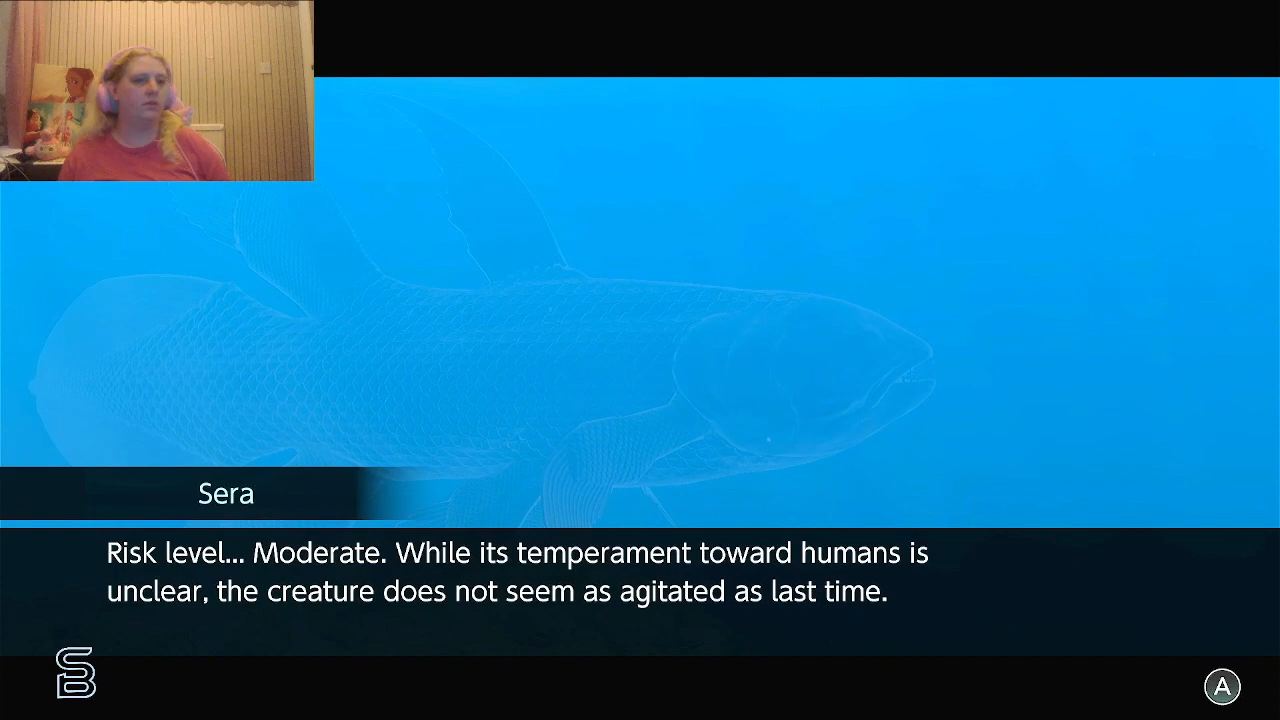 Sera
Risk level... Moderate. While its temperament toward humans is
unclear, the creature does not seem as agitated as last time.
SB
A